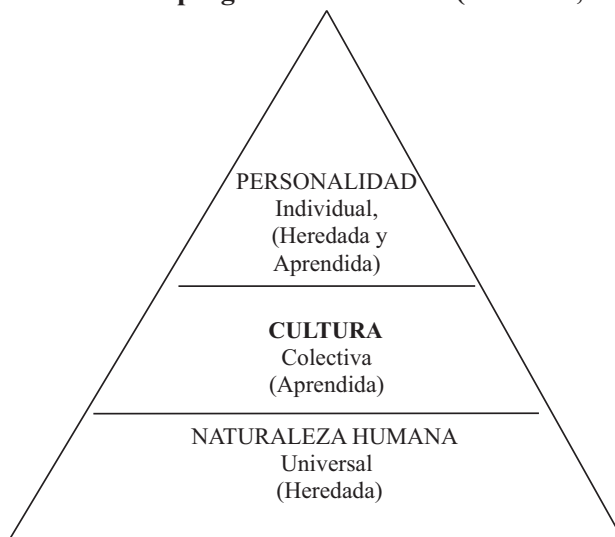 PERSONALIDAD
Individual,
(Heredada y
Aprendida)
CULTURA
Colectiva
(Aprendida)
NATURALEZA HUMANA
Universal
(Heredada)